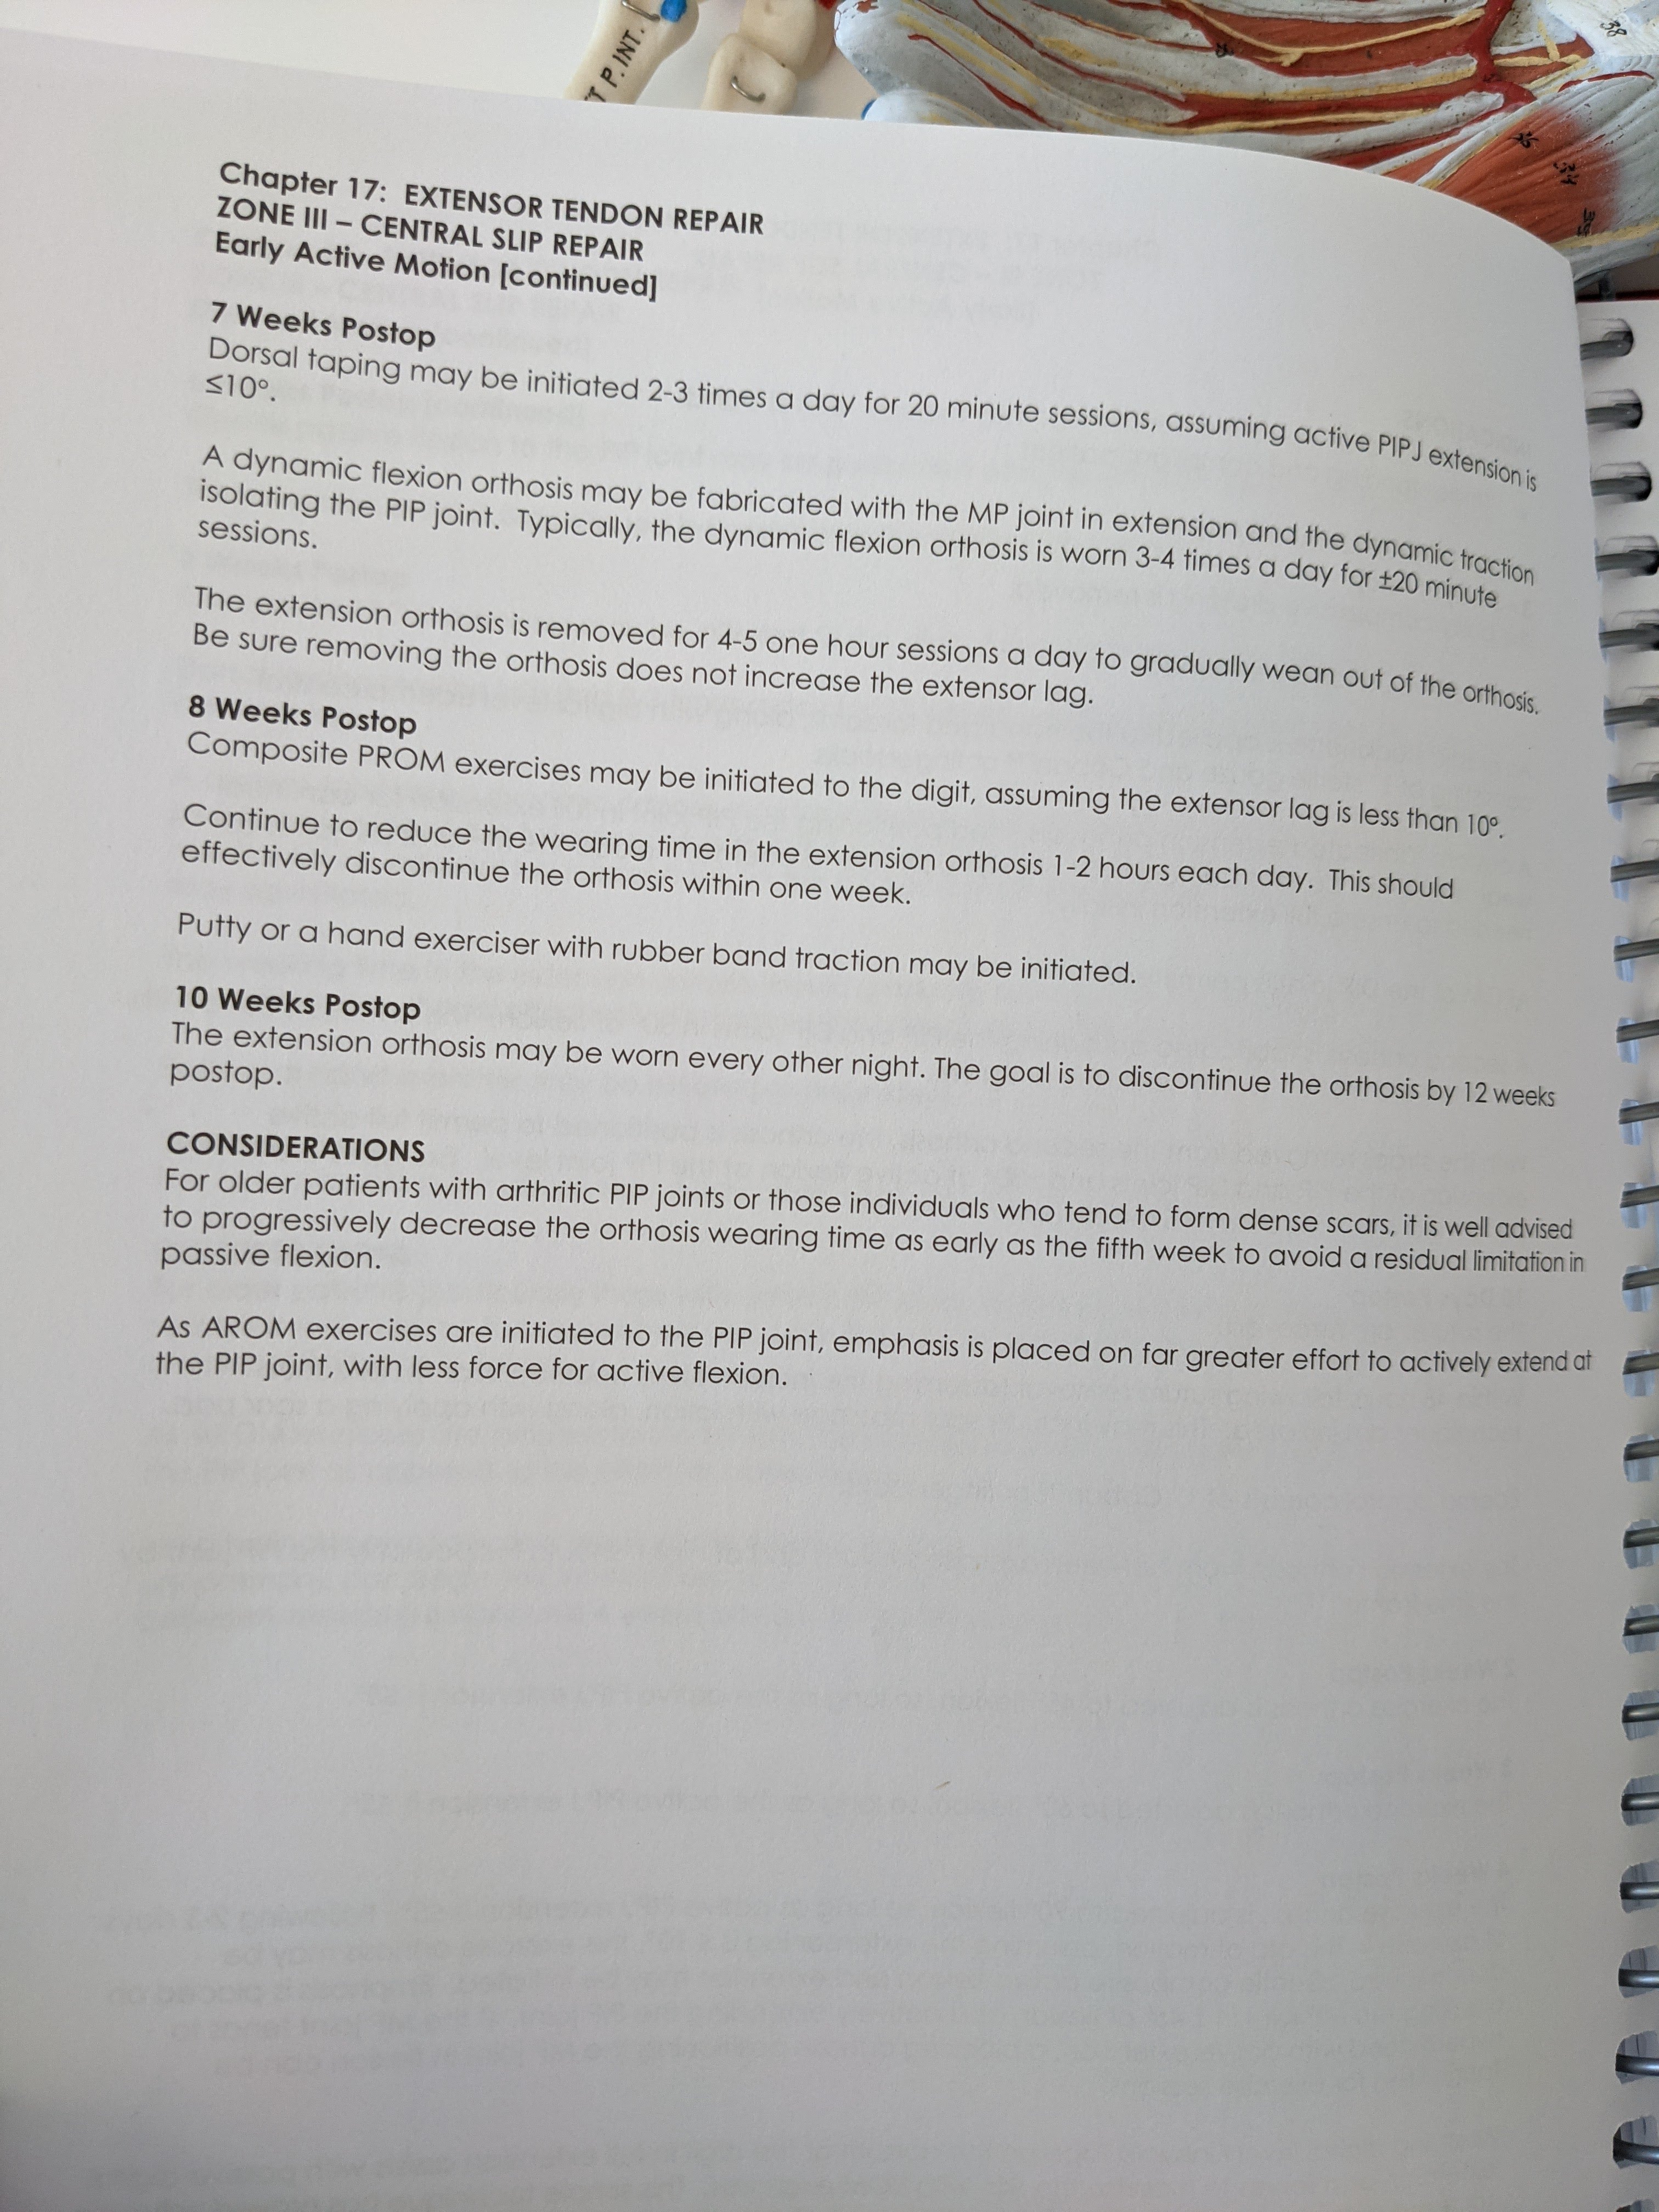 T P. INT.
38
34
Chapter 17: EXTENSOR TENDON REPAIR
ZONE III – CENTRAL SLIP REPAIR
Early Active Motion [continued]
7 Weeks Postop
Dorsal taping may be initiated 2-3 times a day for 20 minute sessions, assuming active PIPJ extension is
≤10°.
A dynamic flexion orthosis may be fabricated with the MP joint in extension and the dynamic traction
isolating the PIP joint.  Typically, the dynamic flexion orthosis is worn 3-4 times a day for ±20 minute
sessions.
The extension orthosis is removed for 4-5 one hour sessions a day to gradually wean out of the orthosis.
Be sure removing the orthosis does not increase the extensor lag.
8 Weeks Postop
Composite PROM exercises may be initiated to the digit, assuming the extensor lag is less than 10°.
Continue to reduce the wearing time in the extension orthosis 1-2 hours each day.  This should
effectively discontinue the orthosis within one week.
Putty or a hand exerciser with rubber band traction may be initiated.
10 Weeks Postop
The extension orthosis may be worn every other night. The goal is to discontinue the orthosis by 12 weeks
postop.
CONSIDERATIONS
For older patients with arthritic PIP joints or those individuals who tend to form dense scars, it is well advised
to progressively decrease the orthosis wearing time as early as the fifth week to avoid a residual limitation in
passive flexion.
As AROM exercises are initiated to the PIP joint, emphasis is placed on far greater effort to actively extend at
the PIP joint, with less force for active flexion.